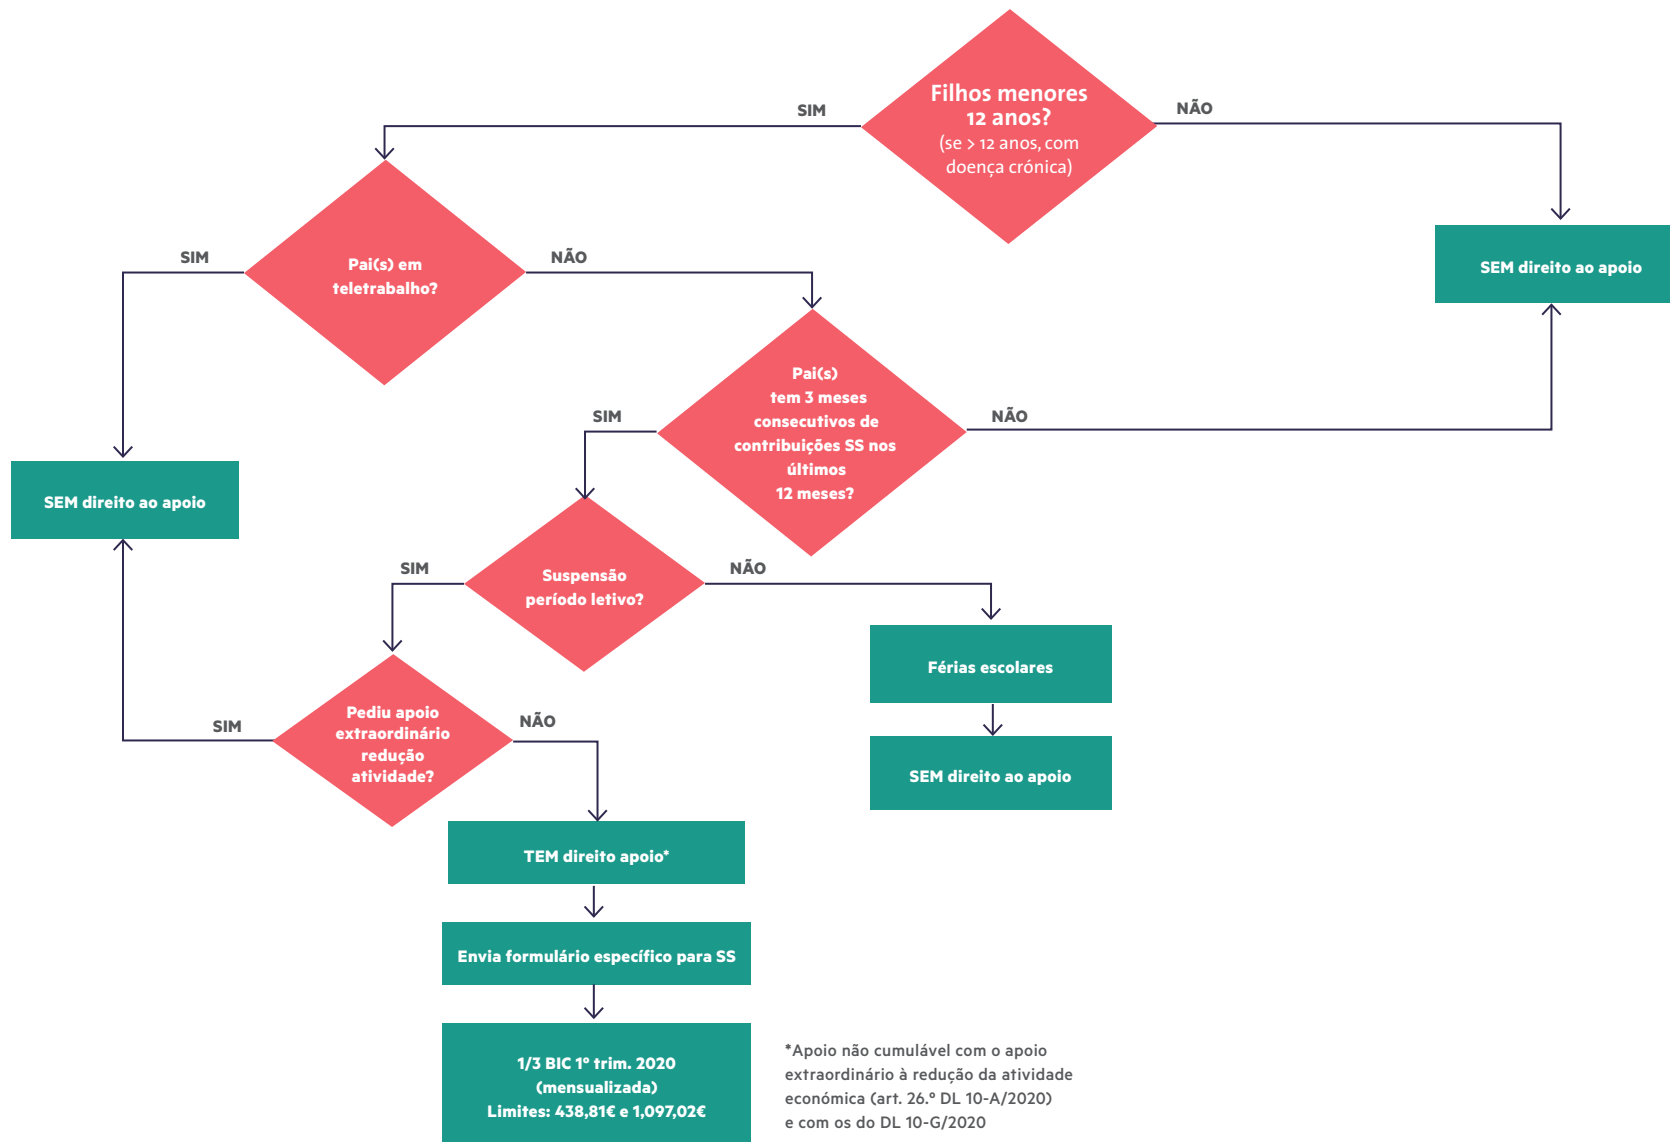 Filhos menores
12 anos?
(se > 12 anos, com
doença crónica)
SIM
NÃO
Pai(s) em
teletrabalho?
SIM
NÃO
SEM direito ao apoio
Pai(s)
tem 3 meses
consecutivos de
contribuições SS nos
últimos
12 meses?
SIM
NÃO
SEM direito ao apoio
Suspensão
período letivo?
SIM
NÃO
Férias escolares
SEM direito ao apoio
Pediu apoio
extraordinário
redução
atividade?
SIM
NÃO
TEM direito apoio*
Envia formulário específico para SS
1/3 BIC 1º trim. 2020
(mensualizada)
Limites: 438,81€ e 1,097,02€
*Apoio não cumulável com o apoio
extraordinário à redução da atividade
económica (art. 26.º DL 10-A/2020)
e com os do DL 10-G/2020